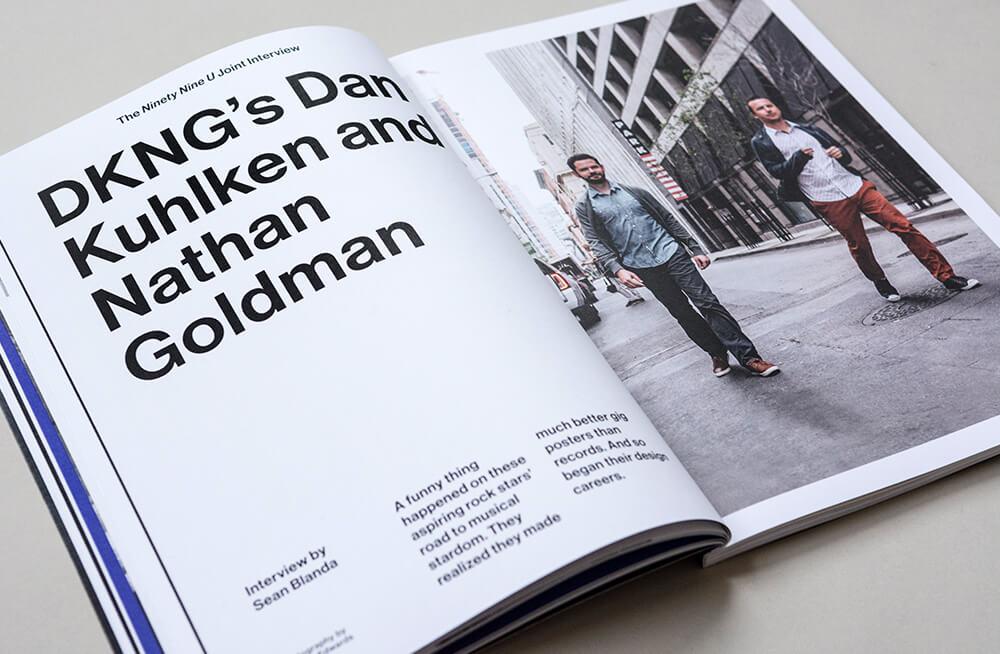 The Ninety Nine U Joint Interview
DKNG's Dan
Kuhlken and
Nathan
Goldman
Interview by
Sean Blanda
A funny thing
happened on these
aspiring rock stars'
road to musical
stardom. They
realized they made
much better gig
posters than
records. And so
began their design
careers.
by
Edwards